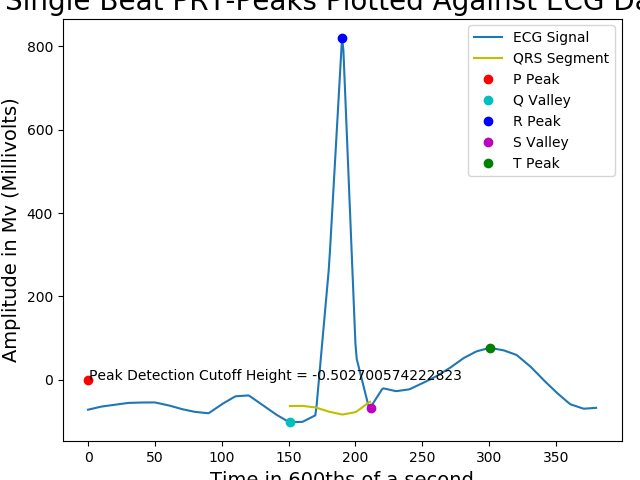 Single Beat PRT-Peaks Plotted Against ECG Da
Amplitude in Mv (Millivolts)
800
600
400
200
0
ECG Signal
QRS Segment
P Peak
Q Valley
R Peak
S Valley
T Peak
Peak Detection Cutoff Height = -0.502700574222823
0 50 100 150 200 250 300 350
Time in 600ths of a second